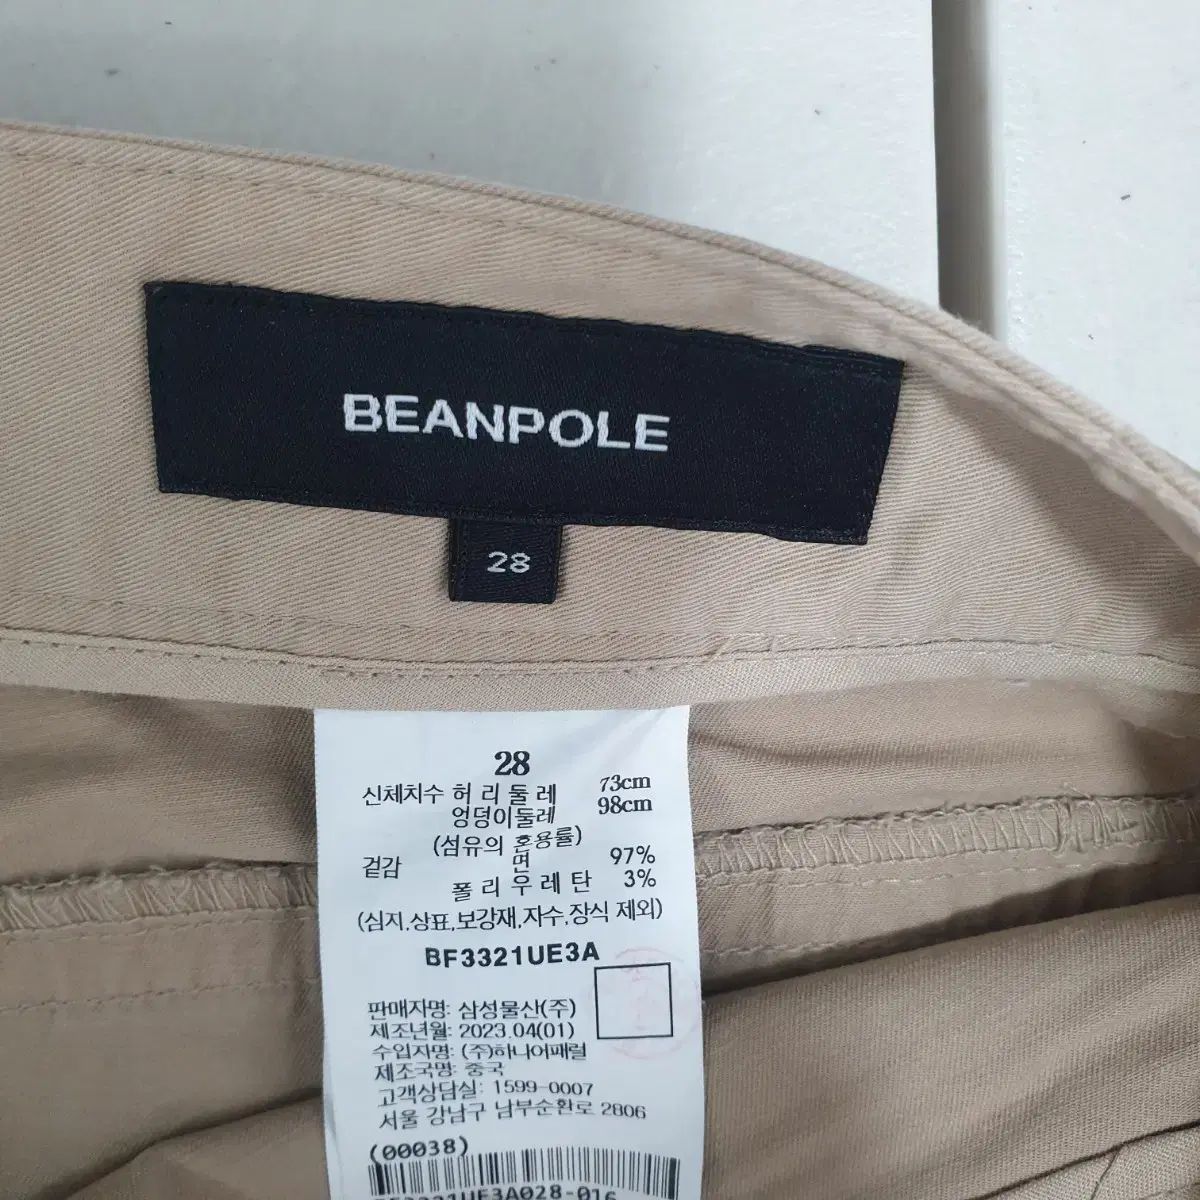 BEANPOLE
28
28
신체치수 허리둘레 73cm
엉덩이둘레 98cm
(섬유의 혼용률)
겉감 면 97%
폴리우레탄 3%
(심지,상표,보강재,자수,장식 제외)
BF3321UE3A
판매자명: 삼성물산(주)
제조년월: 2023.04(01)
수입자명: (주)하나어패럴
제조국명: 중국
고객상담실: 1599-0007
서울 강남구 남부순환로 2806
(00038)
BF3321UE3A028-016